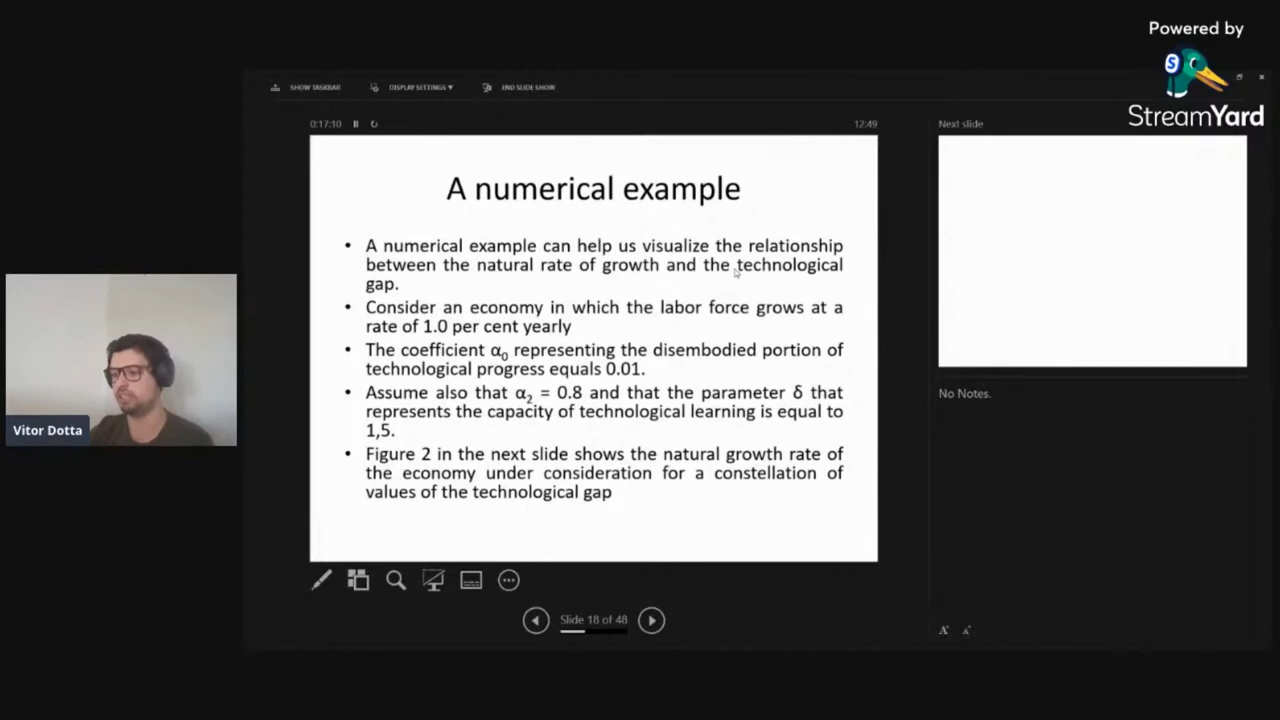 Powered by
StreamYard
SHOW TASKBAR
DISPLAY SETTINGS ▼
END SLIDE SHOW
0:17:10
12:49
Next slide
A numerical example
• A numerical example can help us visualize the relationship
between the natural rate of growth and the technological
gap.
• Consider an economy in which the labor force grows at a
rate of 1.0 per cent yearly
• The coefficient α₀ representing the disembodied portion of
technological progress equals 0.01.
• Assume also that α₂ = 0.8 and that the parameter δ that
represents the capacity of technological learning is equal to
1,5.
• Figure 2 in the next slide shows the natural growth rate of
the economy under consideration for a constellation of
values of the technological gap
No Notes.
Vitor Dotta
Slide 18 of 48
A A